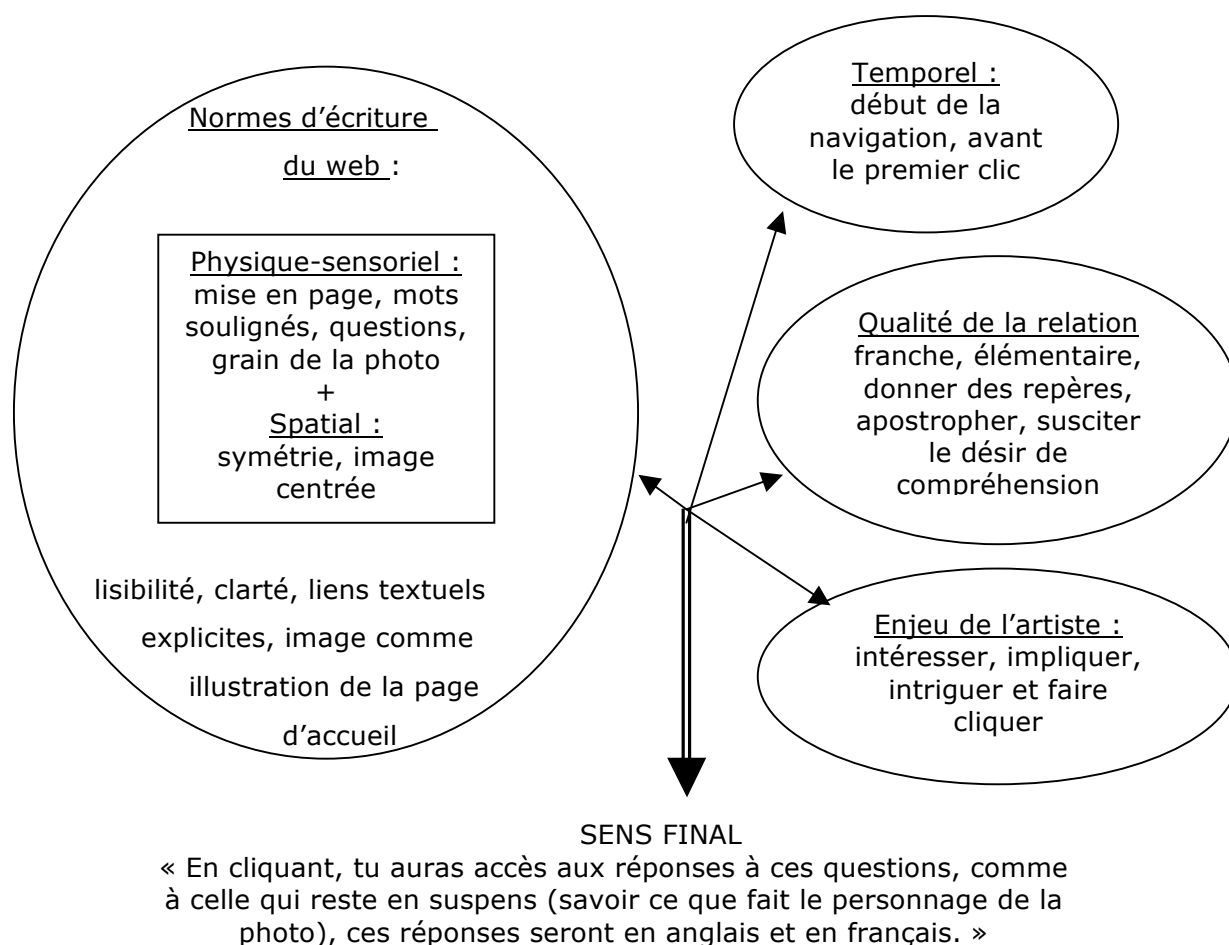 Normes d'écriture
du web :
Physique-sensoriel :
mise en page, mots
soulignés, questions,
grain de la photo
+
Spatial :
symétrie, image
centrée
lisibilité, clarté, liens textuels
explicites, image comme
illustration de la page
d'accueil
Temporel :
début de la
navigation, avant
le premier clic
Qualité de la relation
franche, élémentaire,
donner des repères,
apostropher, susciter
le désir de
compréhension
Enjeu de l'artiste :
intéresser, impliquer,
intriguer et faire
cliquer
SENS FINAL
« En cliquant, tu auras accès aux réponses à ces questions, comme
à celle qui reste en suspens (savoir ce que fait le personnage de la
photo), ces réponses seront en anglais et en français. »